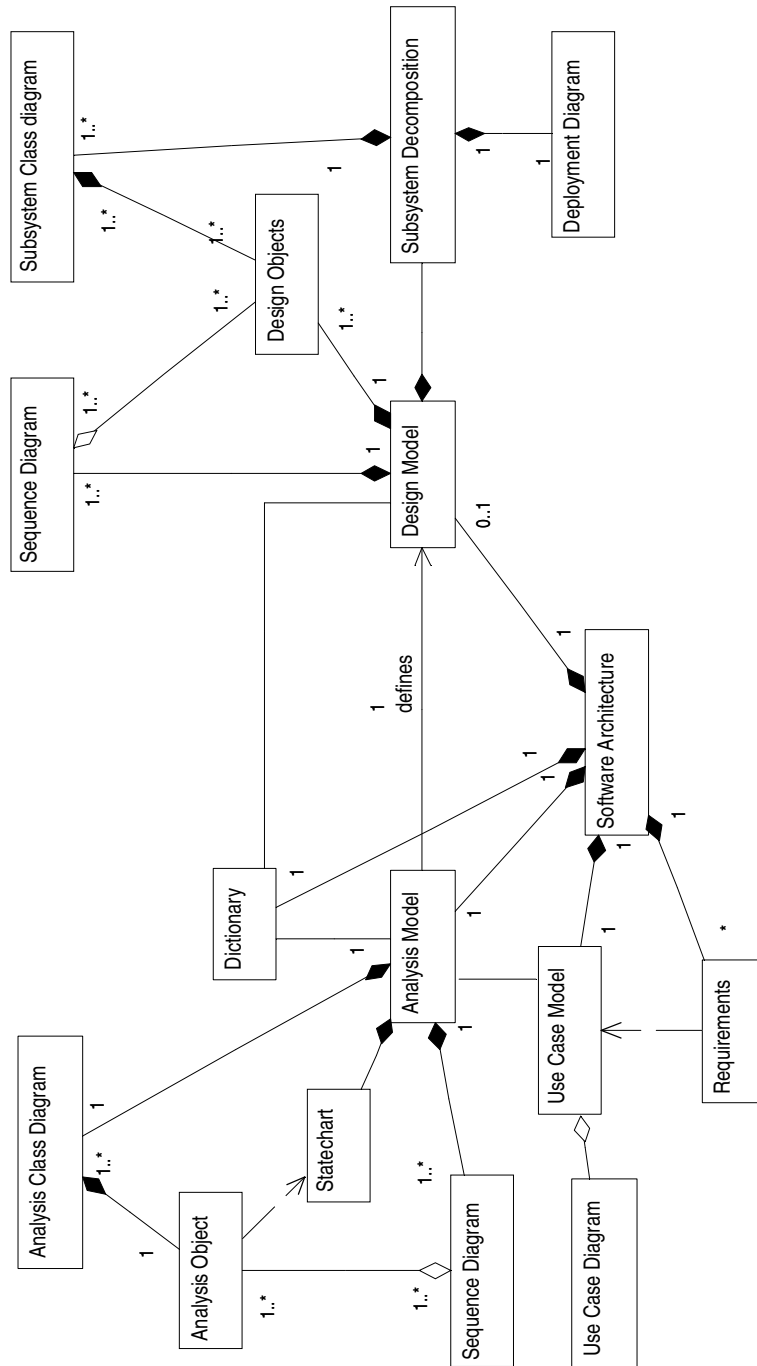 Analysis Class Diagram
Sequence Diagram
Subsystem Class diagram
1..*
1..*
1..*
1
1..*
1..*
1
Analysis Object
1..*
1..*
Dictionary
1..*
Design Objects
1
Statechart
1
1..*
1
1
1
1
defines
Analysis Model
Design Model
Subsystem Decomposition
1..*
1..*
1
Sequence Diagram
1
0..1
1
1
1
1
Use Case Model
1
Deployment Diagram
Use Case Diagram
1
Software Architecture
1
1
Requirements
*